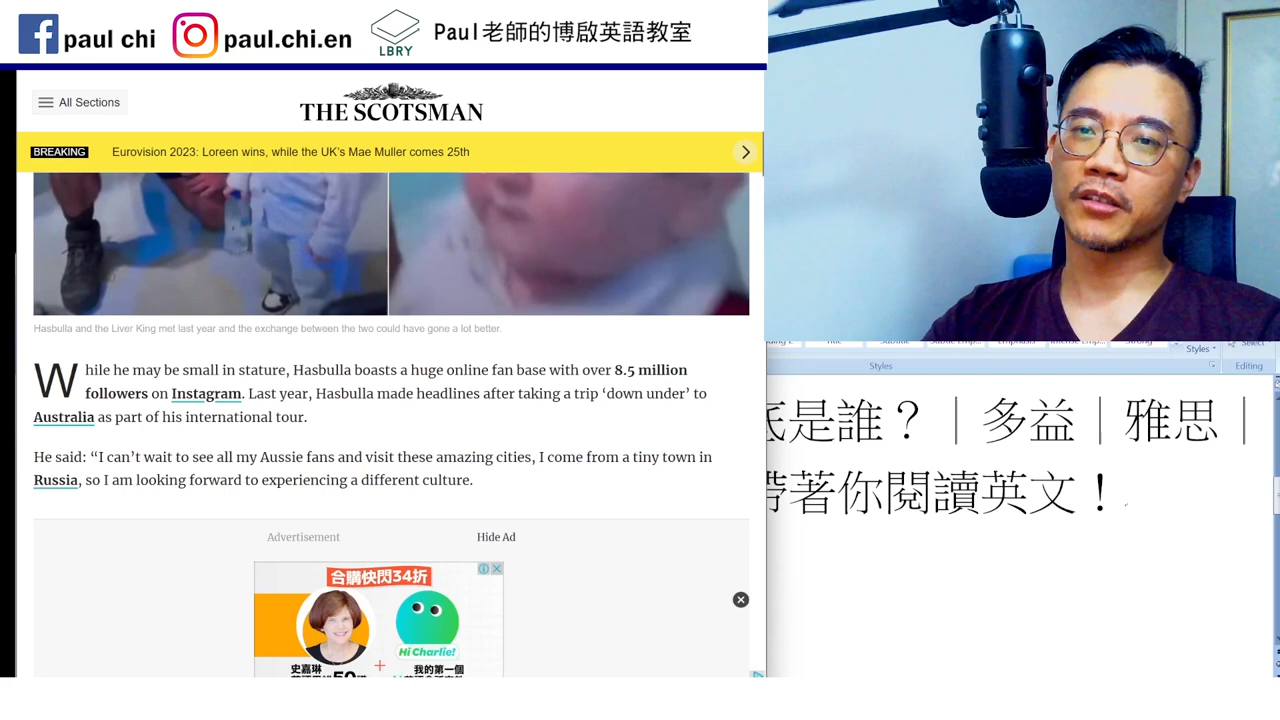 paul chi
paul.chi.en
LBRY
Paul老師的博啟英語教室
All Sections
THE SCOTSMAN
BREAKING
Eurovision 2023: Loreen wins, while the UK's Mae Muller comes 25th
Hasbulla and the Liver King met last year and the exchange between the two could have gone a lot better.
While he may be small in stature, Hasbulla boasts a huge online fan base with over 8.5 million
followers on Instagram. Last year, Hasbulla made headlines after taking a trip ‘down under’ to
Australia as part of his international tour.
He said: “I can’t wait to see all my Aussie fans and visit these amazing cities, I come from a tiny town in
Russia, so I am looking forward to experiencing a different culture.
Advertisement
Hide Ad
合購快閃34折
Hi Charlie!
史嘉琳
我的第一個
Styles
Select
Styles
Editing
底是誰？｜多益｜雅思｜
帶著你閱讀英文！